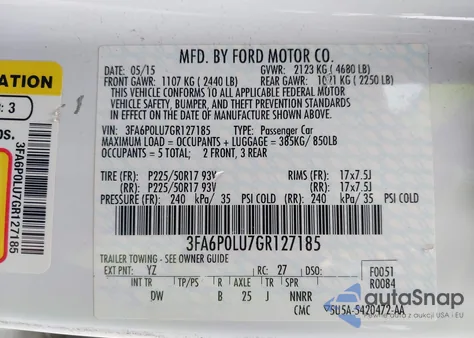 MFD. BY FORD MOTOR CO.
DATE: 05/15 GVWR: 2123 KG ( 4680 LB)
FRONT GAWR: 1107 KG ( 2440 LB) REAR GAWR: KG ( 2250 LB)
THIS VEHICLE CONFORMS TO ALL APPLICABLE FEDERAL MOTOR VEHICLE
SAFETY, BUMPER, AND THEFT PREVENTION STANDARDS IN
EFFECT ON THE DATE OF MANUFACTURE SHOWN ABOVE.
VIN: 3FA6P0LU7GR127185 TYPE: Passenger Car
MAXIMUM LOAD = OCCUPANTS + LUGGAGE = 385KG/ 850LB
OCCUPANTS = 5 TOTAL; 2 FRONT, 3 REAR
TIRE (FR): P225/50R17 93V RIMS (FR): 17x7.5J
(RR): P225/50R17 93V (RR): 17x7.5J
PRESSURE (FR): 240 kPa/ 35 PSI COLD (RR): 240 kPa/ 35 PSI COLD
3FA6P0LU7GR127185
TRAILER TOWING - SEE OWNER GUIDE
EXT PNT: YZ RC: 27 DSO: F0051
R0084
INT TR TP/PS R AXLE TR SPR
DW B 25 J NNRR
CMC 5U5A-5420472-AA
MATION
: 3
bs.
3FA6P0LU7GR127185
autoSnap
AutoSnap a USA / EU